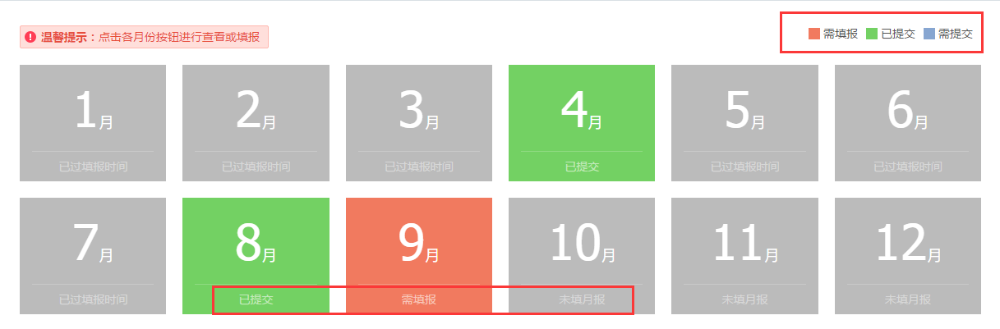 温馨提示：点击各月份按钮进行查看或填报
需填报 已提交 需提交
1月 2月 3月 4月 5月 6月
已过填报时间 已过填报时间 已过填报时间 已提交 已过填报时间 已过填报时间
7月 8月 9月 10月 11月 12月
已过填报时间 已提交 需填报 未填月报 未填月报 未填月报